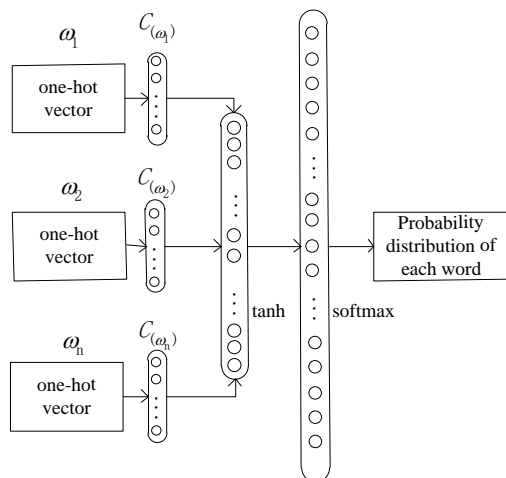 ω1
C(ω1)
one-hot
vector
ω2
C(ω2)
one-hot
vector
Probability
distribution of
each word
tanh
softmax
ωn
C(ωn)
one-hot
vector